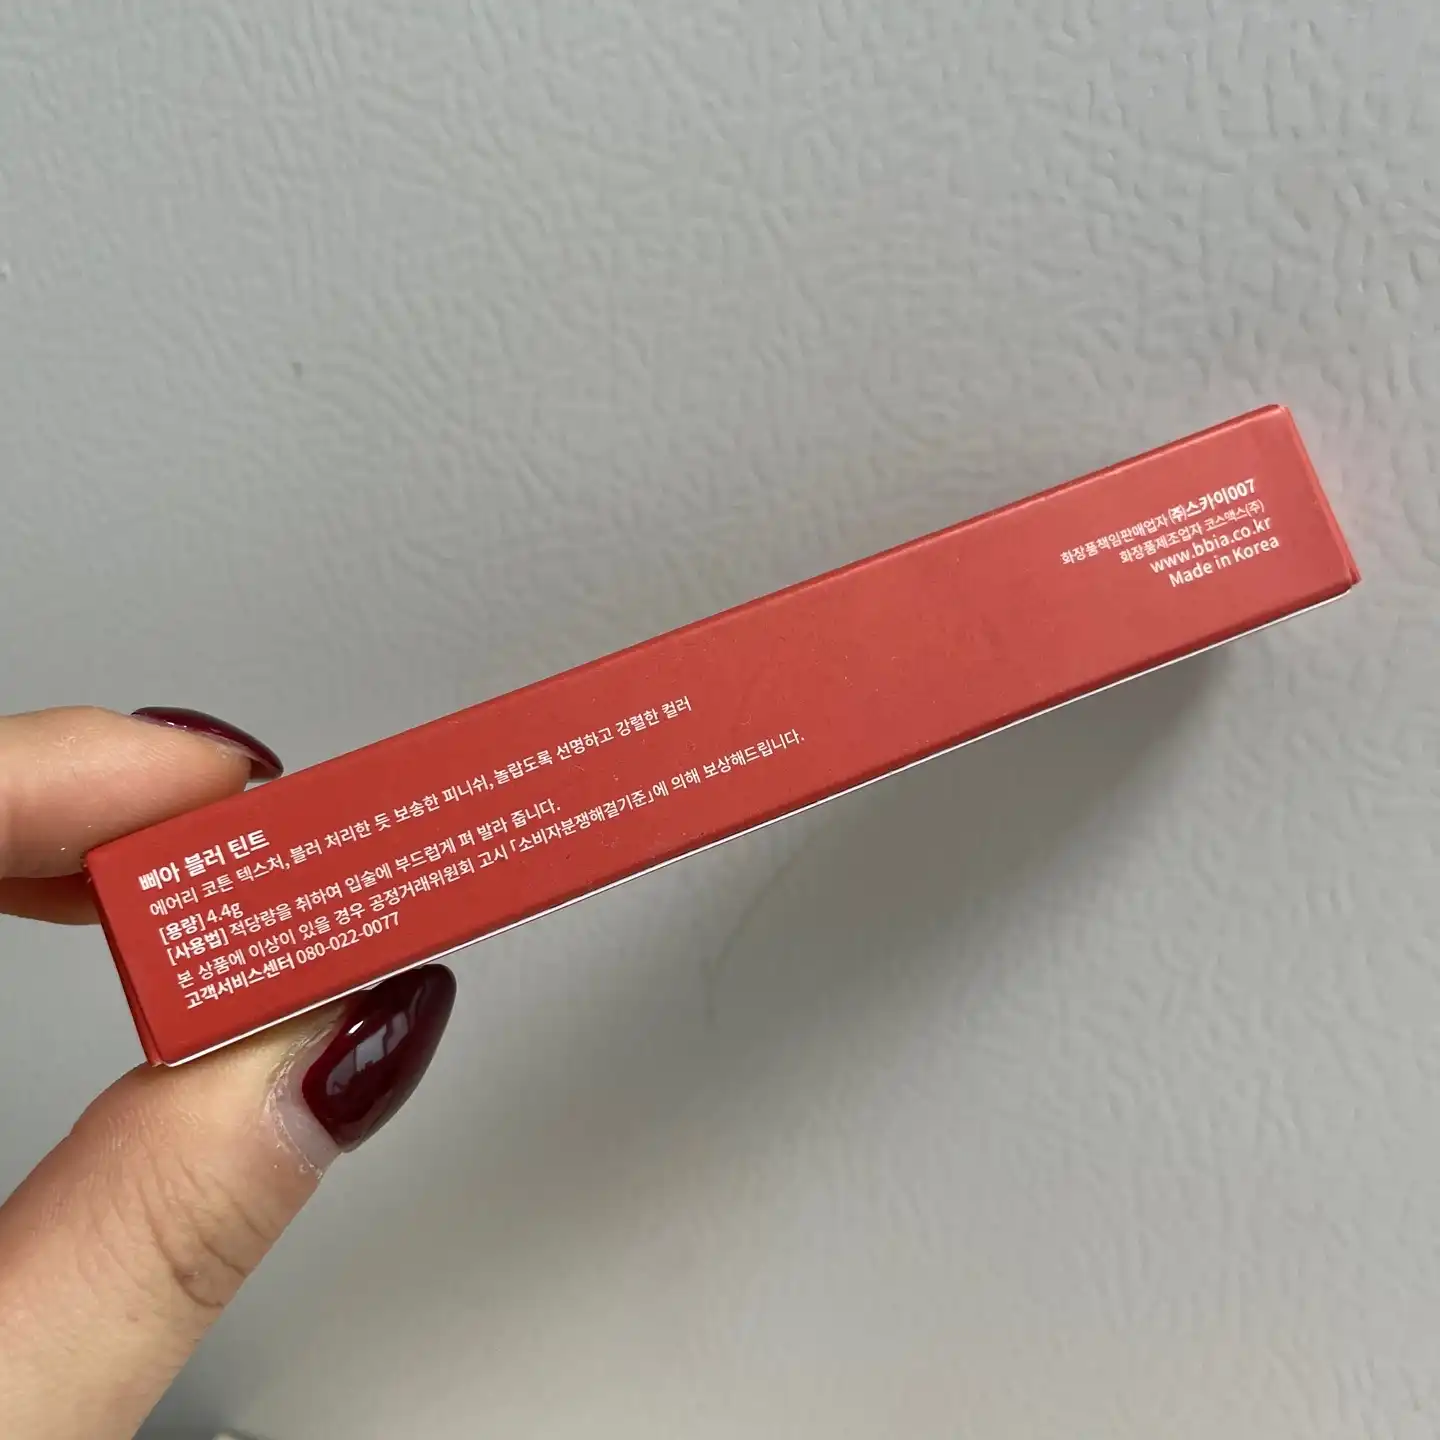 삐아 블러 틴트
에어리 코튼 텍스처, 블러 처리한 듯 보송한 피니쉬, 놀랍도록 선명하고 강렬한 컬러
[용량] 4.4g
[사용법] 적당량을 취하여 입술에 부드럽게 펴 발라 줍니다.
본 상품에 이상이 있을 경우 공정거래위원회 고시 「소비자분쟁해결기준」에 의해 보상해드립니다.
고객서비스센터 080-022-0077
화장품책임판매업자 ㈜스카이007
화장품제조업자 코스맥스(주)
www.bbia.co.kr
Made in Korea